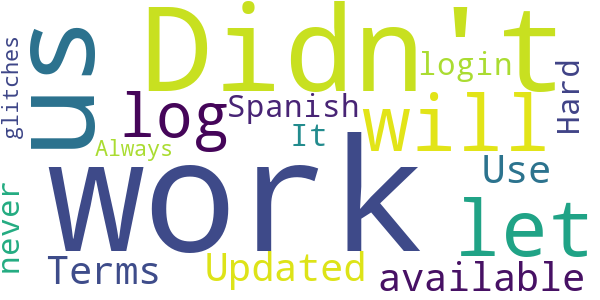 glitches
us
Didn't
login
Hard
log
Spanish
will
It
Always
work
Use
never
let
Terms
Updated
available